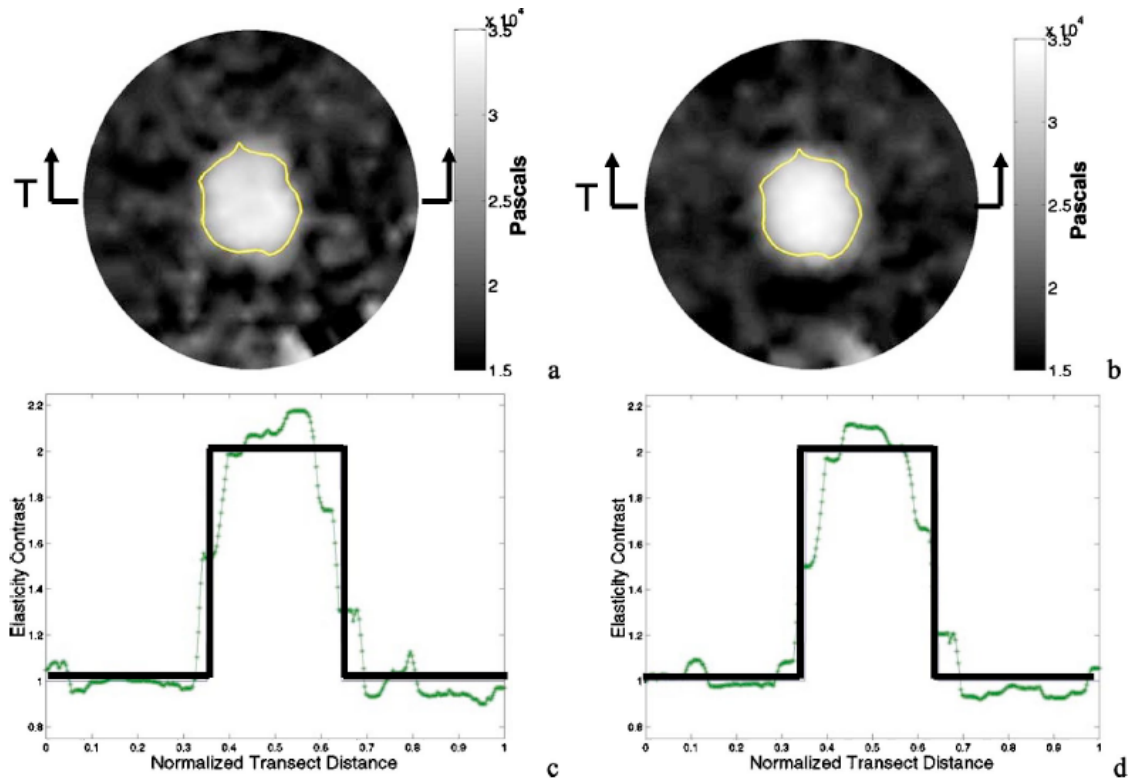 x 10⁴
3.5
3
2.5
2
1.5
Pascals
T
a
x 10⁴
3.5
3
2.5
2
1.5
Pascals
T
b
2.2
2
1.8
1.6
1.4
1.2
1
0.8
Elasticity Contrast
0 0.1 0.2 0.3 0.4 0.5 0.6 0.7 0.8 0.9 1
Normalized Transect Distance
c
2.2
2
1.8
1.6
1.4
1.2
1
0.8
Elasticity Contrast
0 0.1 0.2 0.3 0.4 0.5 0.6 0.7 0.8 0.9 1
Normalized Transect Distance
d